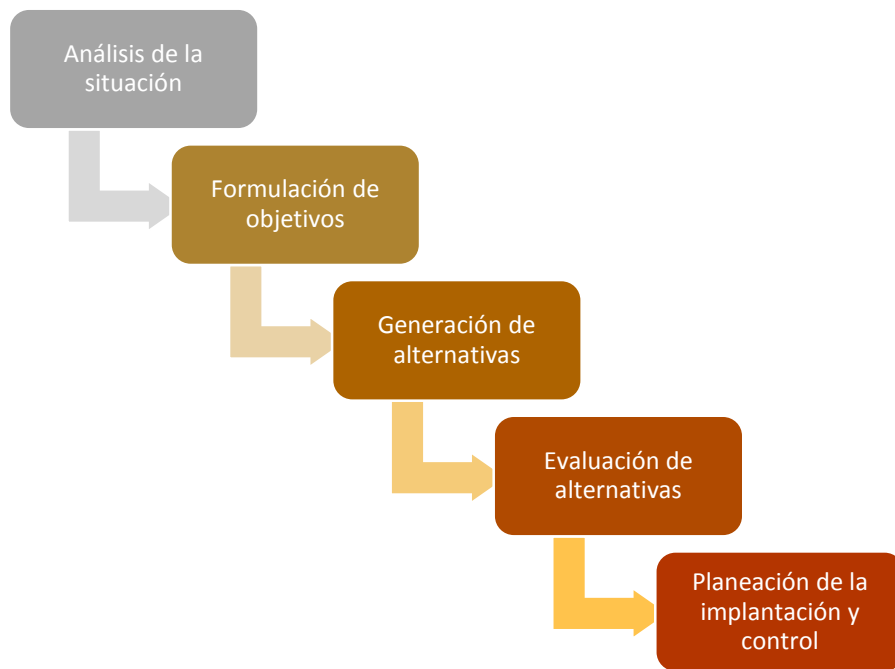 Análisis de la
situación
Formulación de
objetivos
Generación de
alternativas
Evaluación de
alternativas
Planeación de la
implantación y
control